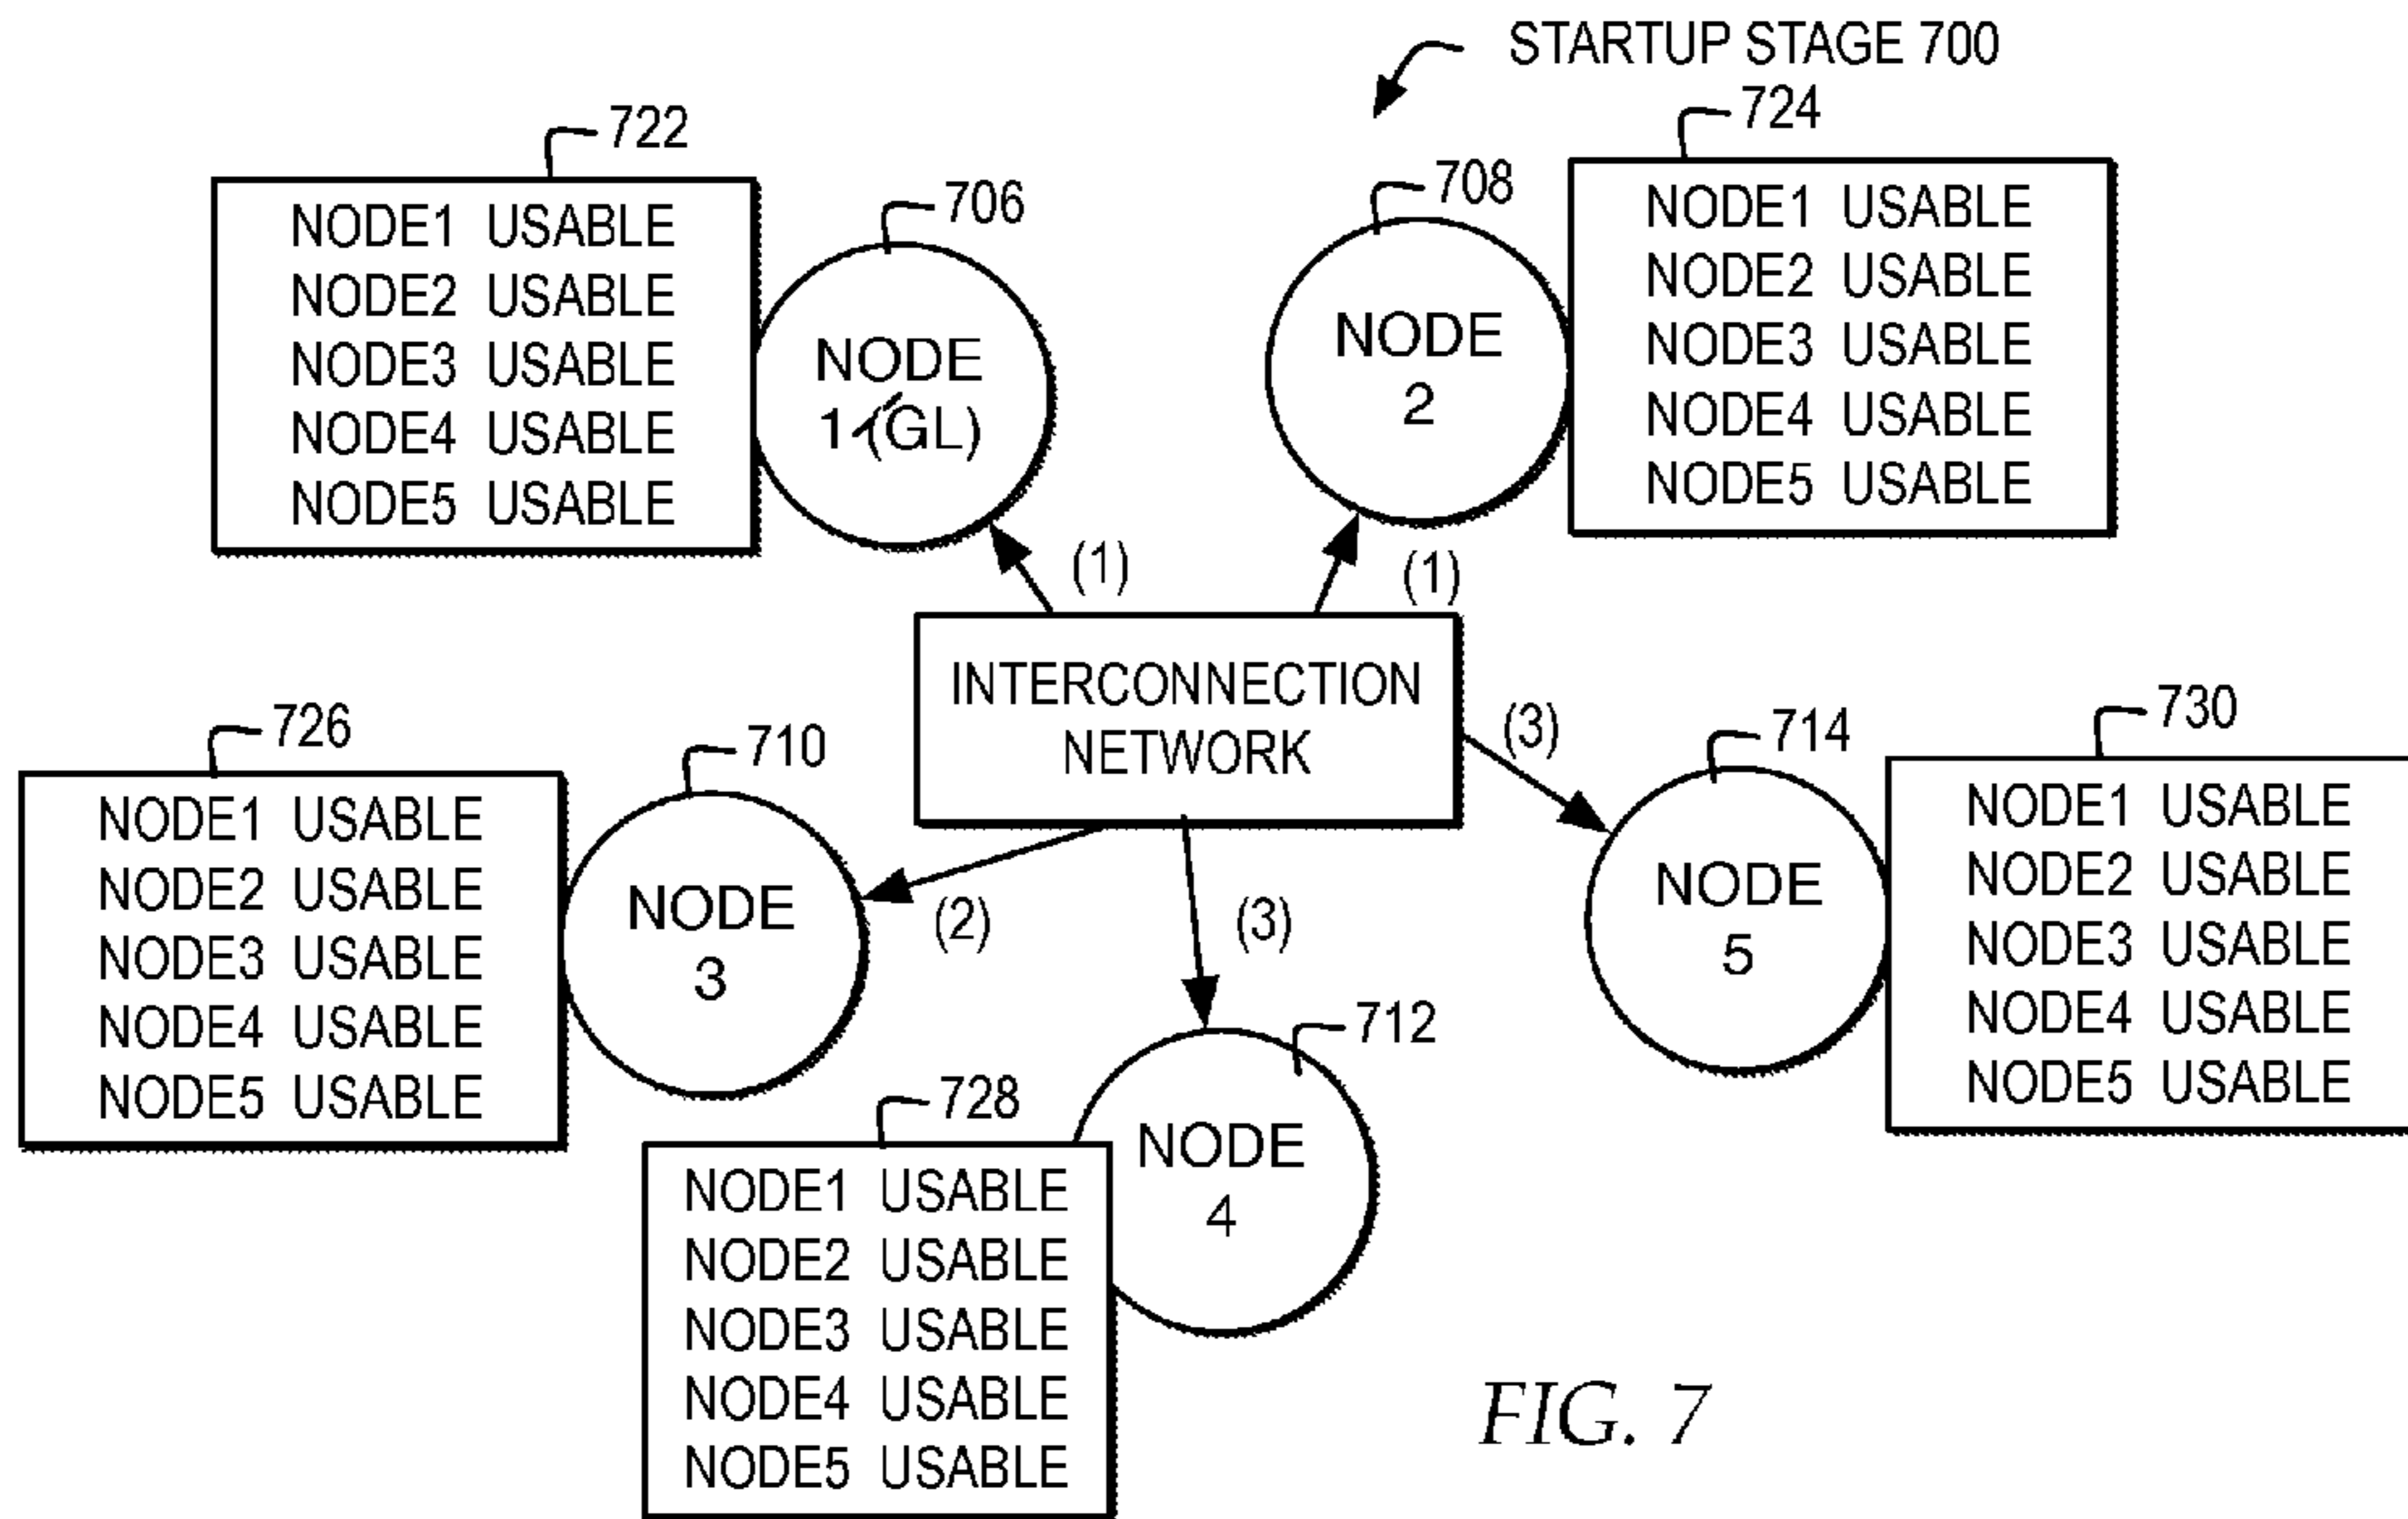 STARTUP STAGE 700
722
NODE1 USABLE
NODE2 USABLE
NODE3 USABLE
NODE4 USABLE
NODE5 USABLE
706
NODE
1 (GL)
708
NODE
2
724
NODE1 USABLE
NODE2 USABLE
NODE3 USABLE
NODE4 USABLE
NODE5 USABLE
(1)
(1)
INTERCONNECTION
NETWORK
(2)
(3)
(3)
726
NODE1 USABLE
NODE2 USABLE
NODE3 USABLE
NODE4 USABLE
NODE5 USABLE
710
NODE
3
714
NODE
5
730
NODE1 USABLE
NODE2 USABLE
NODE3 USABLE
NODE4 USABLE
NODE5 USABLE
712
NODE
4
728
NODE1 USABLE
NODE2 USABLE
NODE3 USABLE
NODE4 USABLE
NODE5 USABLE
FIG. 7